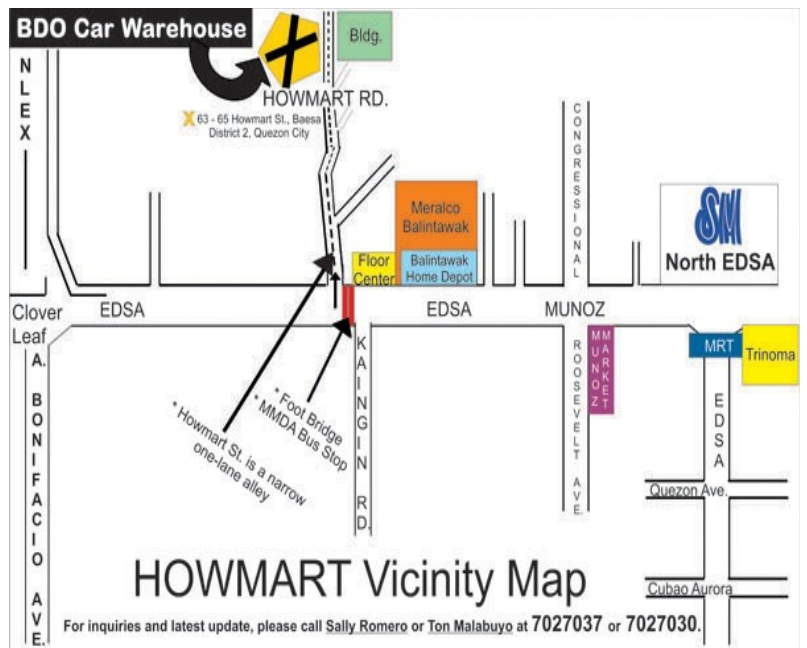 BDO Car Warehouse
Bldg.
NLEX
HOWMART RD.
X 63 - 65 Howmart St., Baesa
District 2, Quezon City
CONGRESSIONAL
Meralco
Balintawak
SM
North EDSA
Floor
Center
Balintawak
Home Depot
Clover
Leaf
EDSA
EDSA
MUNOZ
A. BONIFACIO AVE.
KAINGIN RD.
ROOSEVELT AVE.
MUNOZ
MARKET
MRT
Trinoma
EDSA
* Foot Bridge
* MMDA Bus Stop
* Howmart St. is a narrow
one-lane alley
Quezon Ave.
Cubao Aurora
HOWMART Vicinity Map
For inquiries and latest update, please call Sally Romero or Ton Malabuyo at 7027037 or 7027030.